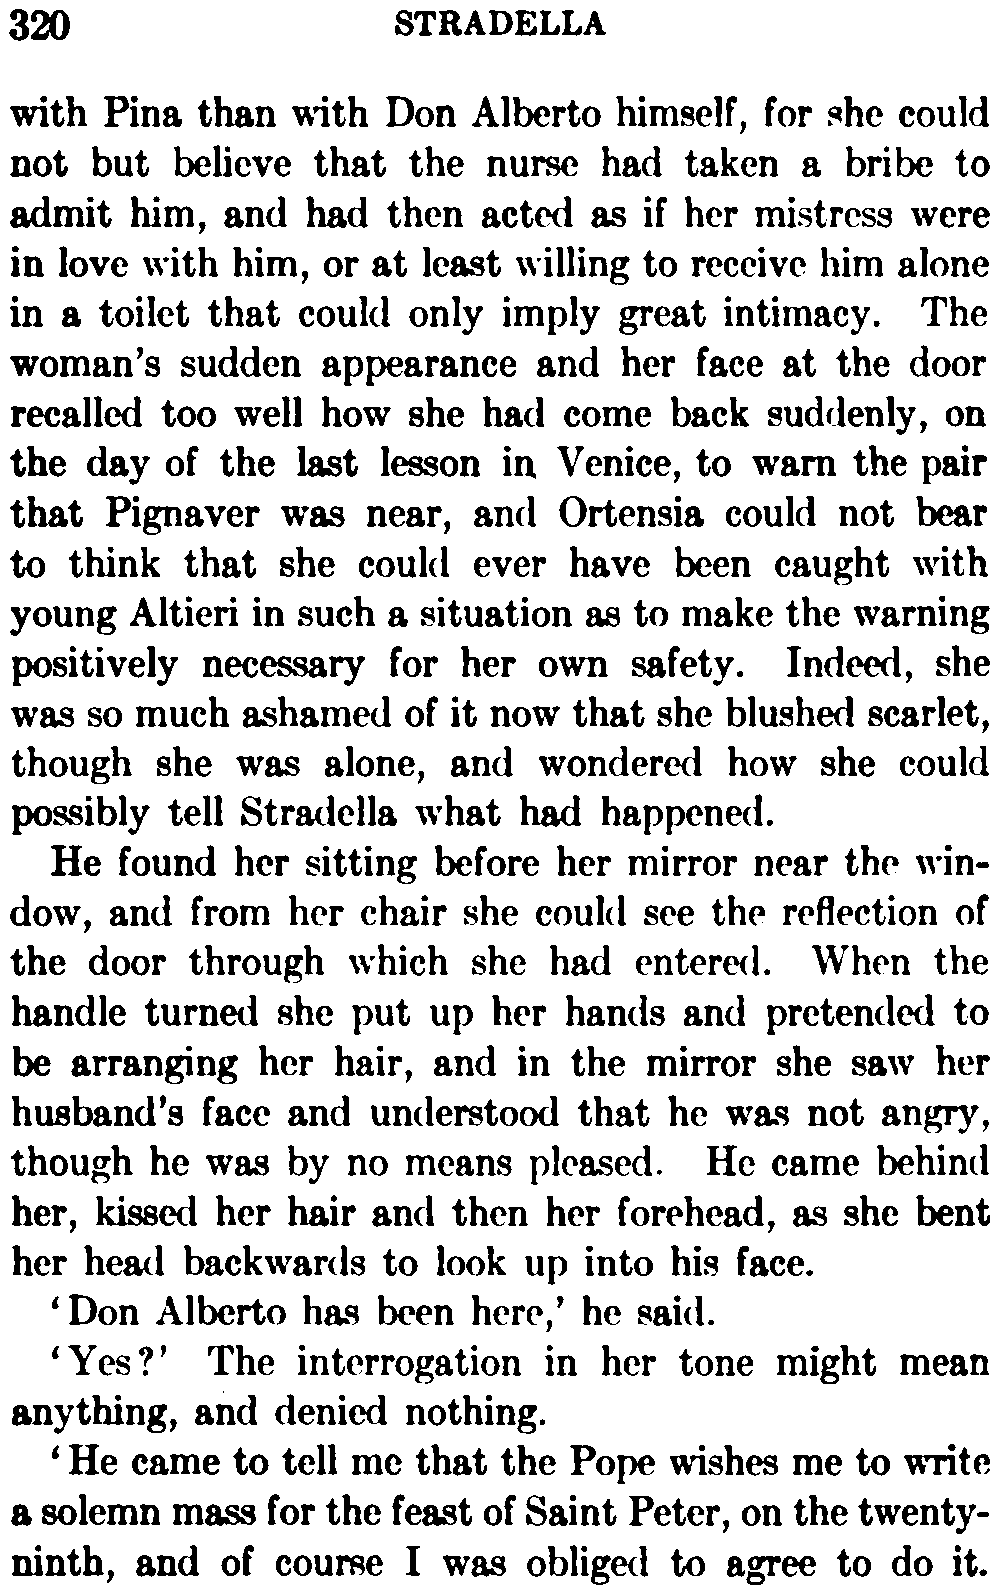 320 STRADELLA
with Pina than with Don Alberto himself, for she could
not but believe that the nurse had taken a bribe to
admit him, and had then acted as if her mistress were
in love with him, or at least willing to receive him alone
in a toilet that could only imply great intimacy. The
woman's sudden appearance and her face at the door
recalled too well how she had come back suddenly, on
the day of the last lesson in Venice, to warn the pair
that Pignaver was near, and Ortensia could not bear
to think that she could ever have been caught with
young Altieri in such a situation as to make the warning
positively necessary for her own safety. Indeed, she
was so much ashamed of it now that she blushed scarlet,
though she was alone, and wondered how she could
possibly tell Stradella what had happened.
He found her sitting before her mirror near the win-
dow, and from her chair she could see the reflection of
the door through which she had entered. When the
handle turned she put up her hands and pretended to
be arranging her hair, and in the mirror she saw her
husband's face and understood that he was not angry,
though he was by no means pleased. He came behind
her, kissed her hair and then her forehead, as she bent
her head backwards to look up into his face.
'Don Alberto has been here,' he said.
'Yes?' The interrogation in her tone might mean
anything, and denied nothing.
'He came to tell me that the Pope wishes me to write
a solemn mass for the feast of Saint Peter, on the twenty-
ninth, and of course I was obliged to agree to do it.